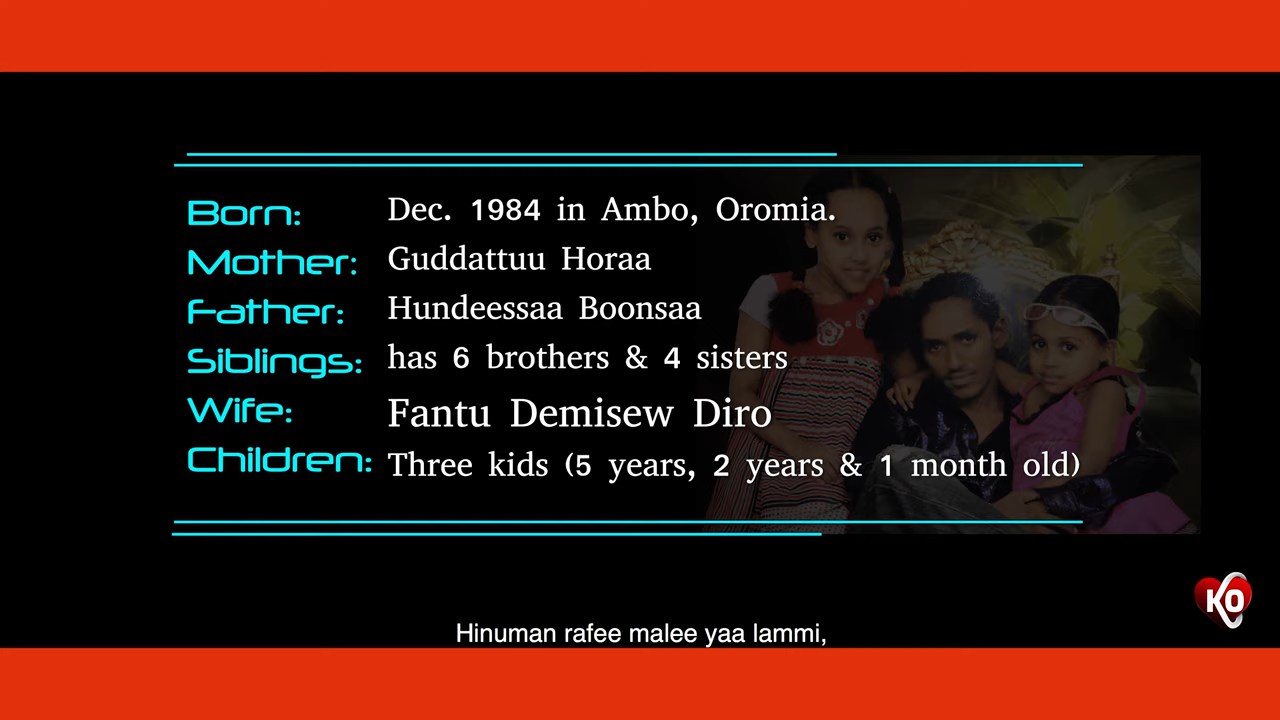 Born: Dec. 1984 in Ambo, Oromia.
Mother: Guddattuu Horaa
Father: Hundeessaa Boonsaa
Siblings: has 6 brothers & 4 sisters
Wife: Fantu Demisew Diro
Children: Three kids (5 years, 2 years & 1 month old)
KO
Hinuman rafee malee yaa lammi,